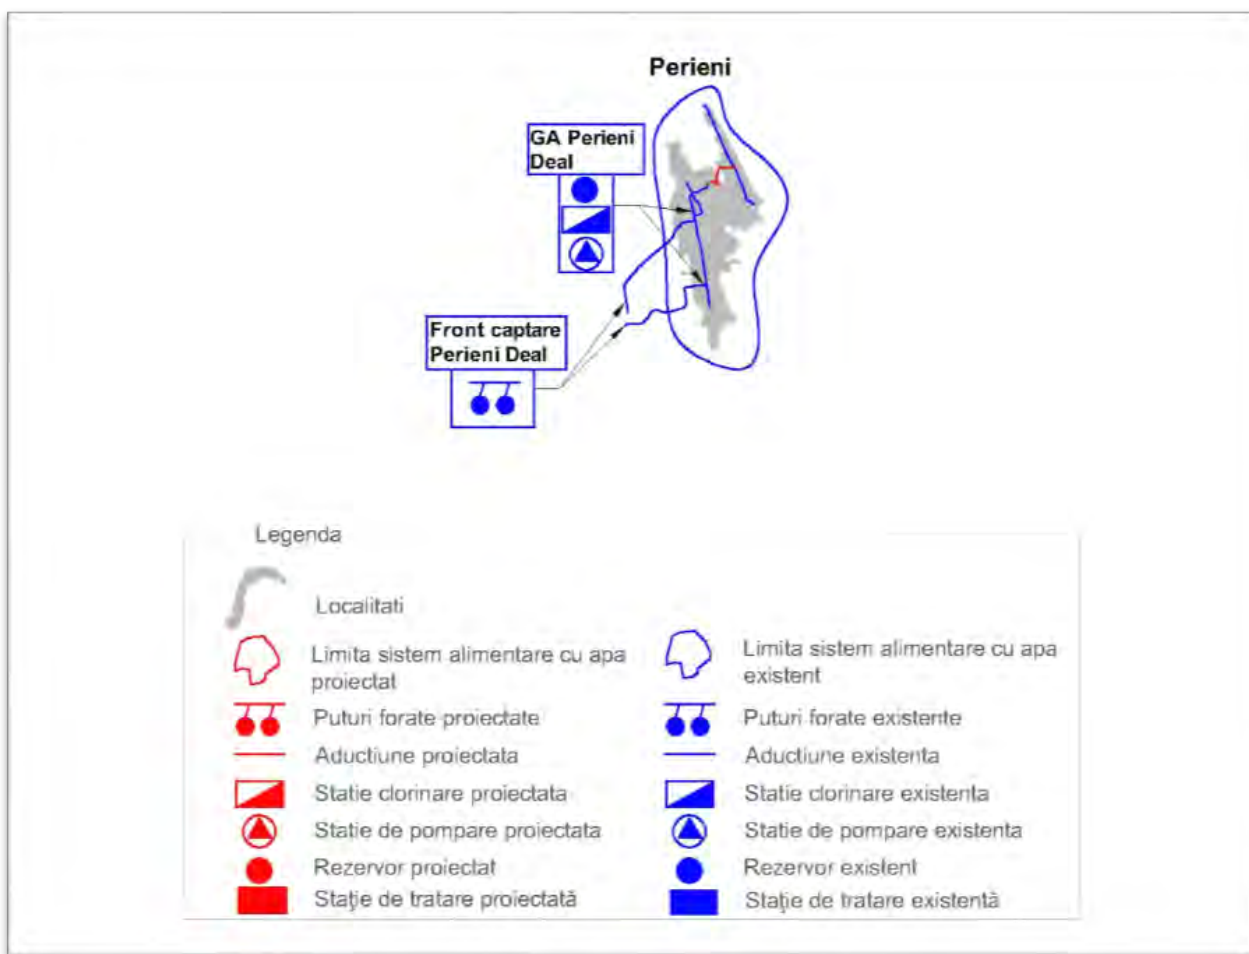 Perieni
GA Perieni
Deal
Front captare
Perieni Deal
Legenda
Localitati
Limita sistem alimentare cu apa
proiectat
Puturi forate proiectate
Aductiune proiectata
Statie clorinare proiectata
Statie de pompare proiectata
Rezervor proiectat
Staţie de tratare proiectată
Limita sistem alimentare cu apa
existent
Puturi forate existente
Aductiune existenta
Statie clorinare existenta
Statie de pompare existenta
Rezervor existent
Staţie de tratare existentă